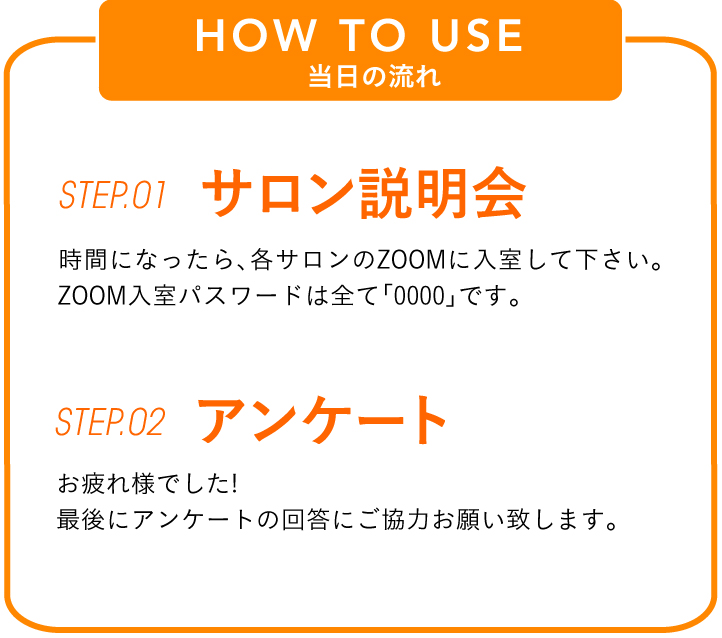 HOW TO USE
当日の流れ
STEP.01 サロン説明会
時間になったら、各サロンのZOOMに入室して下さい。
ZOOM入室パスワードは全て「0000」です。
STEP.02 アンケート
お疲れ様でした!
最後にアンケートの回答にご協力お願い致します。